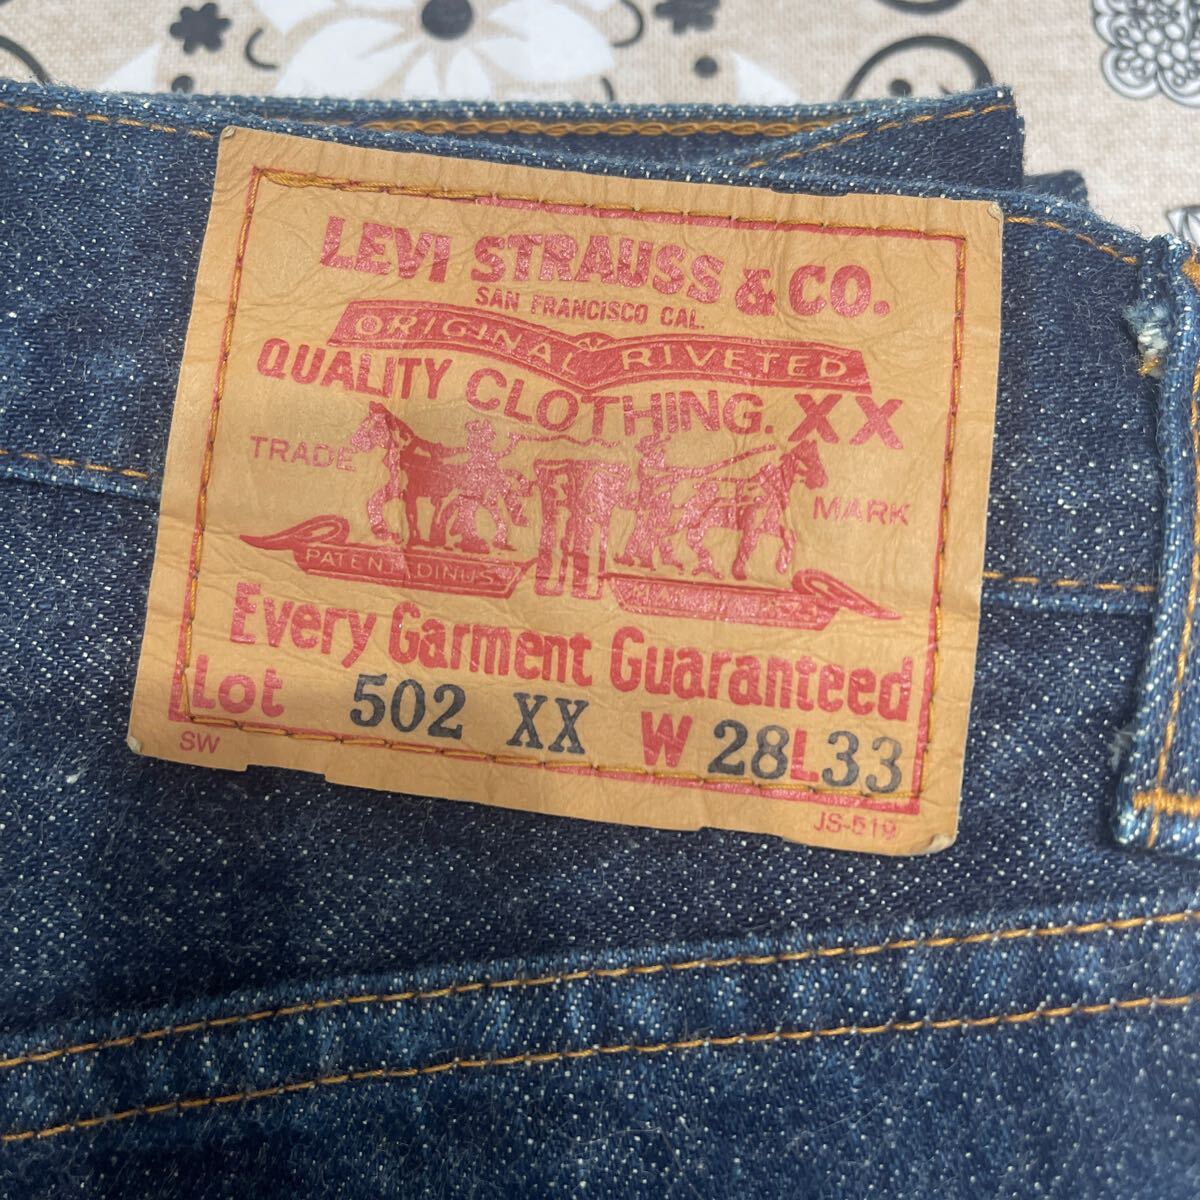 LEVI STRAUSS & CO.
SAN FRANCISCO CAL.
ORIGINAL RIVETED
QUALITY CLOTHING. XX
TRADE MARK
PATENTADINUS
Every Garment Guaranteed
Lot 502 XX W 28 L 33
SW
JS-519